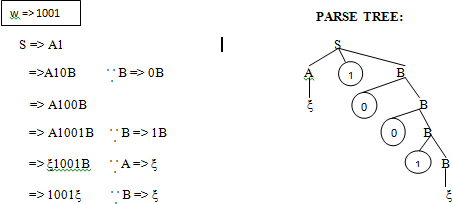 w => 1001
S => A1
=>A10B ∵B => 0B
=> A100B
=> A1001B ∵B => 1B
=> ξ1001B ∵A => ξ
=> 1001ξ ∵B => ξ
PARSE TREE:
S
A 1 B
ξ 0 B
0 B
1 B
ξ